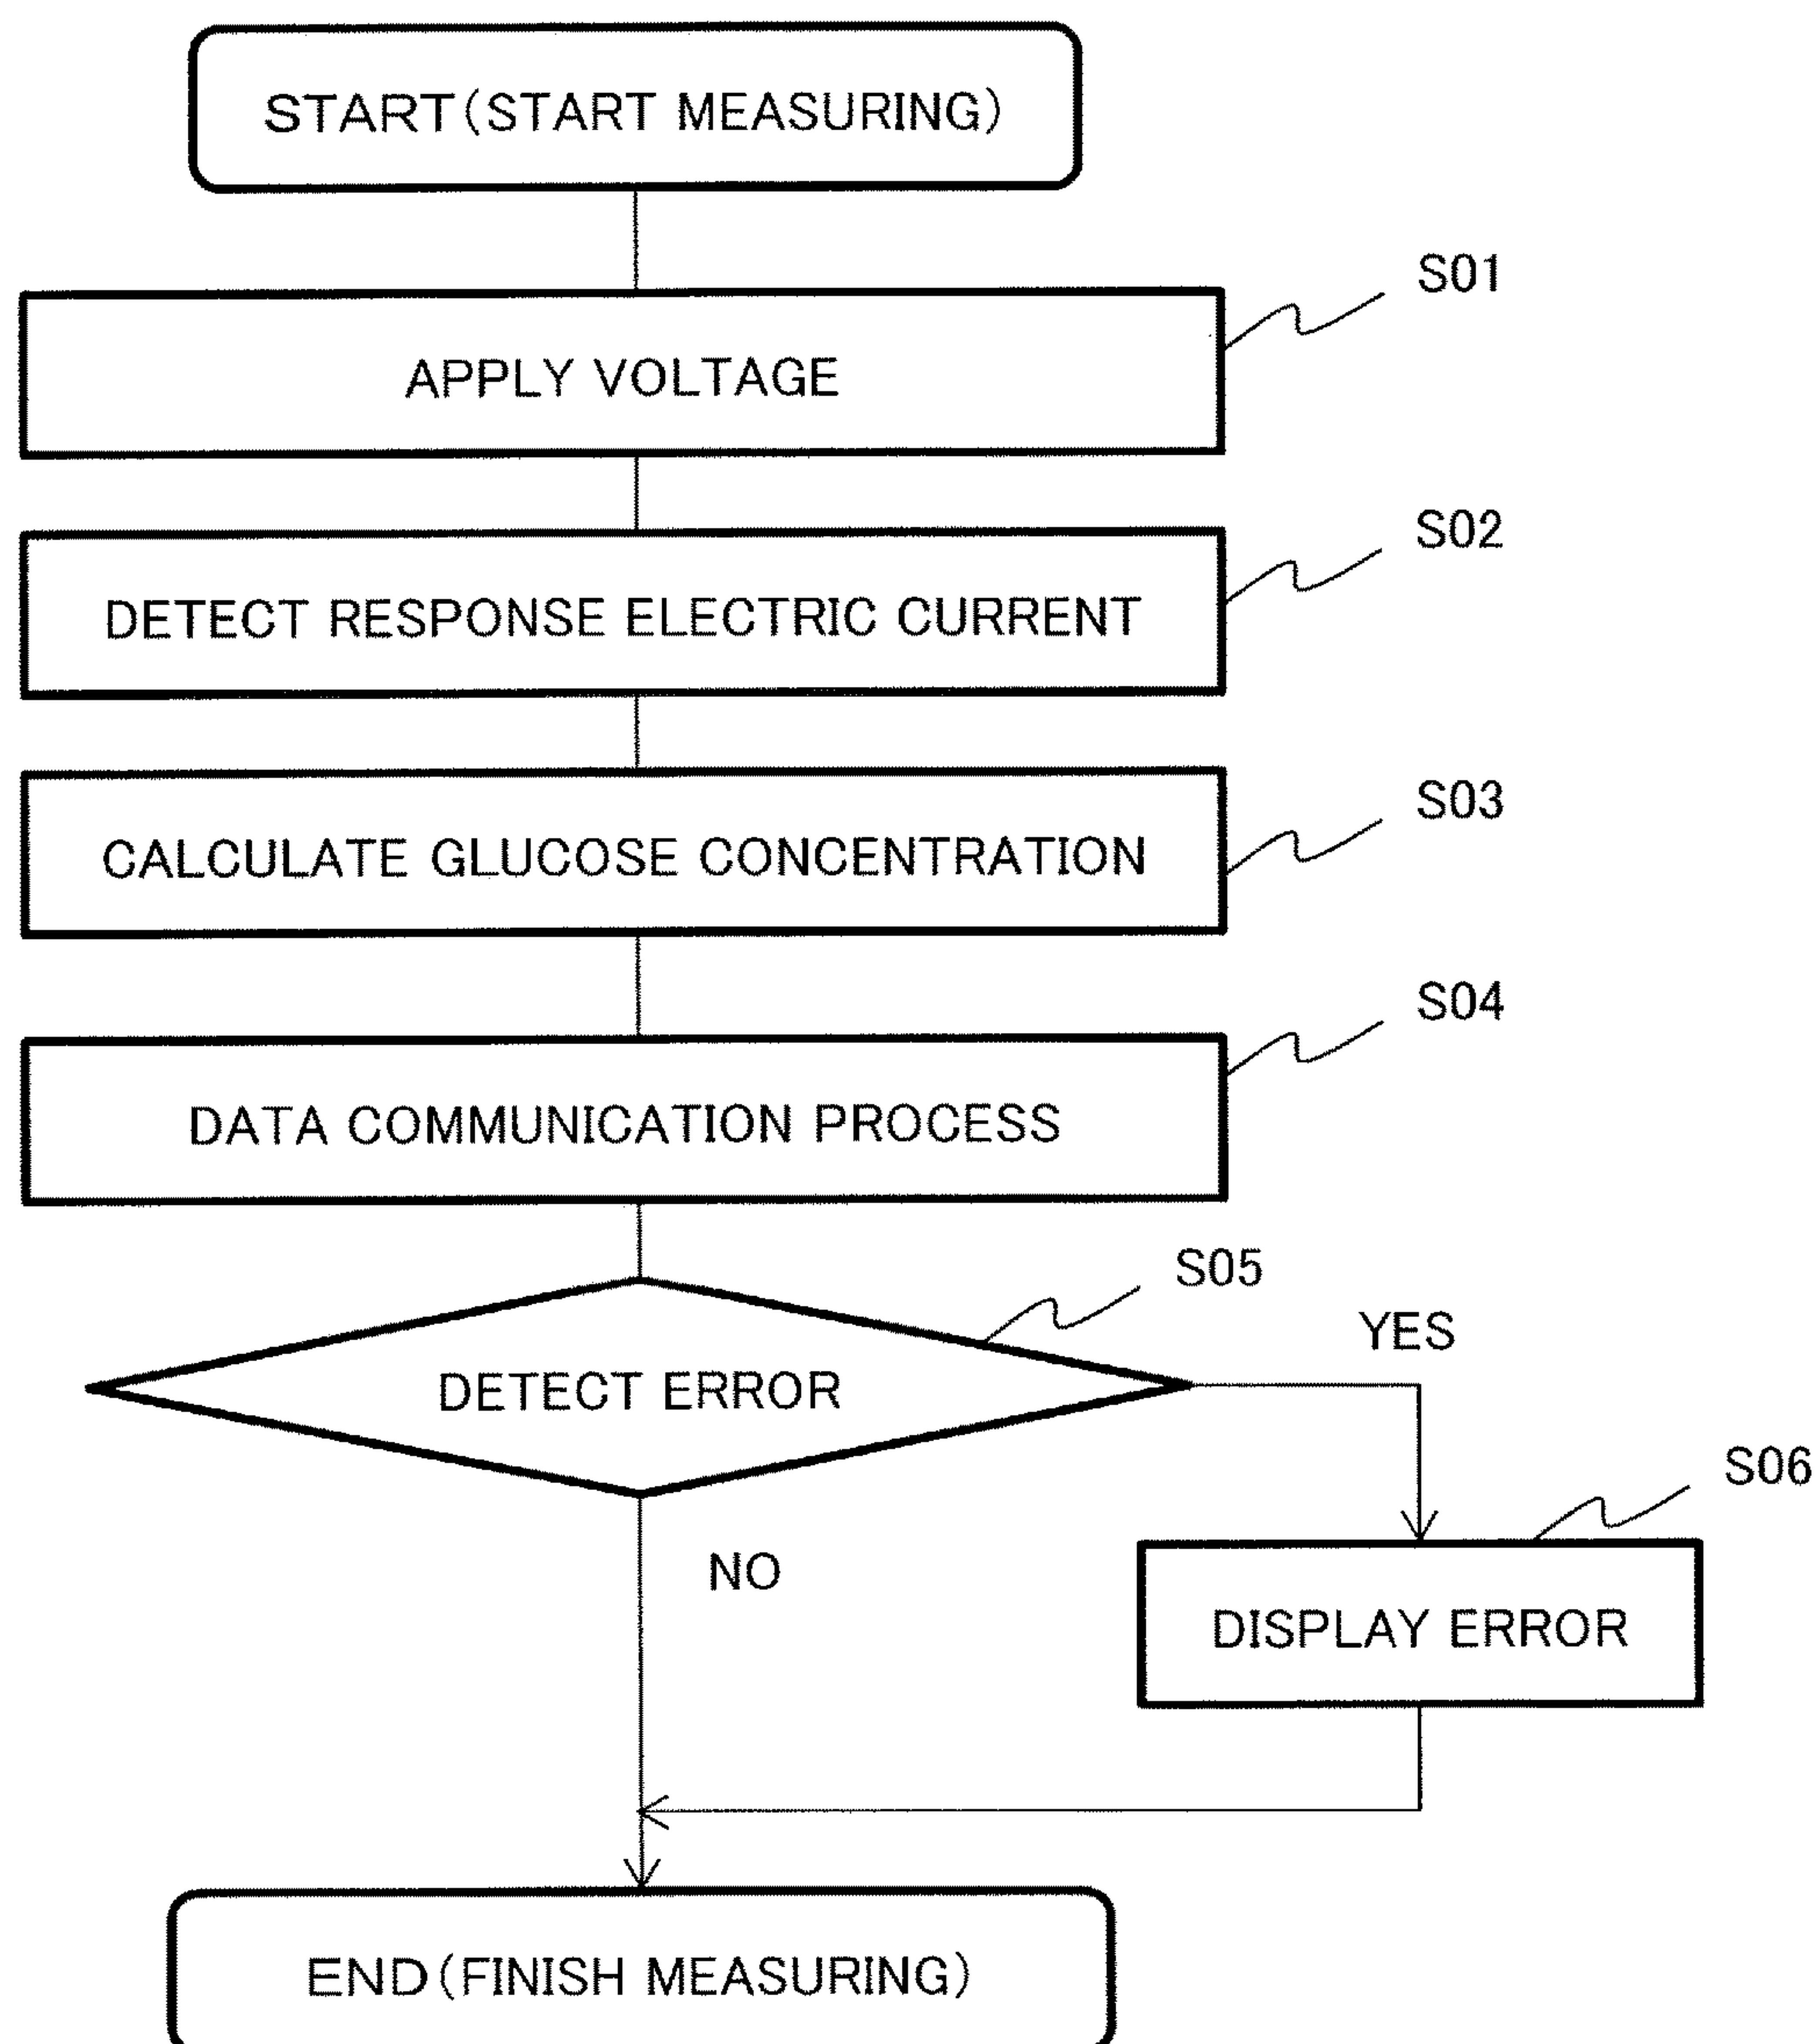 START(START MEASURING)
S01
APPLY VOLTAGE
S02
DETECT RESPONSE ELECTRIC CURRENT
S03
CALCULATE GLUCOSE CONCENTRATION
S04
DATA COMMUNICATION PROCESS
S05
YES
DETECT ERROR
S06
NO
DISPLAY ERROR
END(FINISH MEASURING)